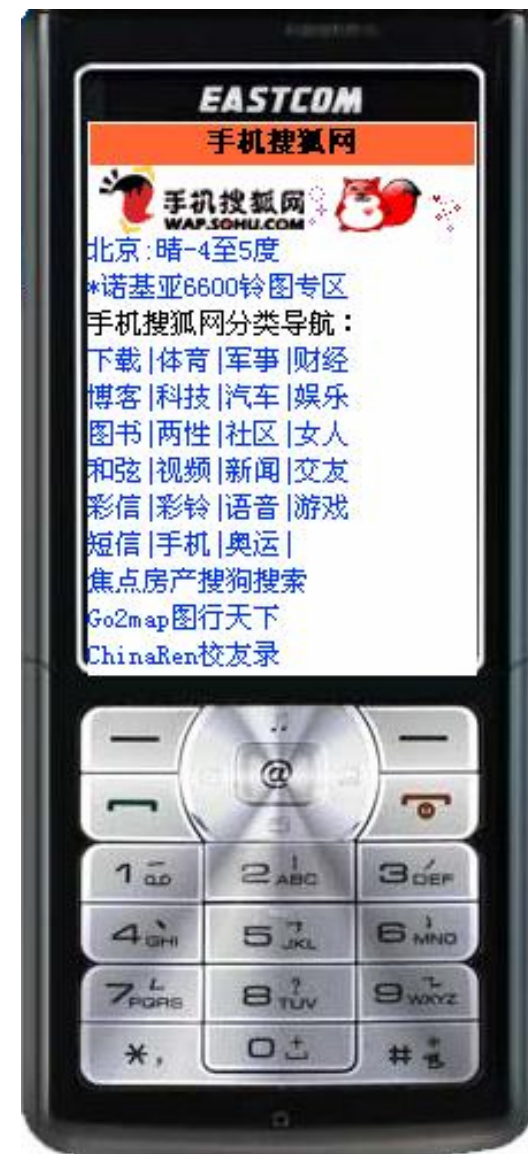 EASTCOM
手机搜狐网
手机搜狐网
WAP.SOHU.COM
北京:晴-4至5度
*诺基亚6600铃图专区
手机搜狐网分类导航：
下载|体育|军事|财经
博客|科技|汽车|娱乐
图书|两性|社区|女人
和弦|视频|新闻|交友
彩信|彩铃|语音|游戏
短信|手机|奥运|
焦点房产搜狗搜索
Go2map图行天下
ChinaRen校友录
@
1
2 ABC
3 DEF
4 GHI
5 JKL
6 MNO
7 PQRS
8 TUV
9 WXYZ
*,
0
#